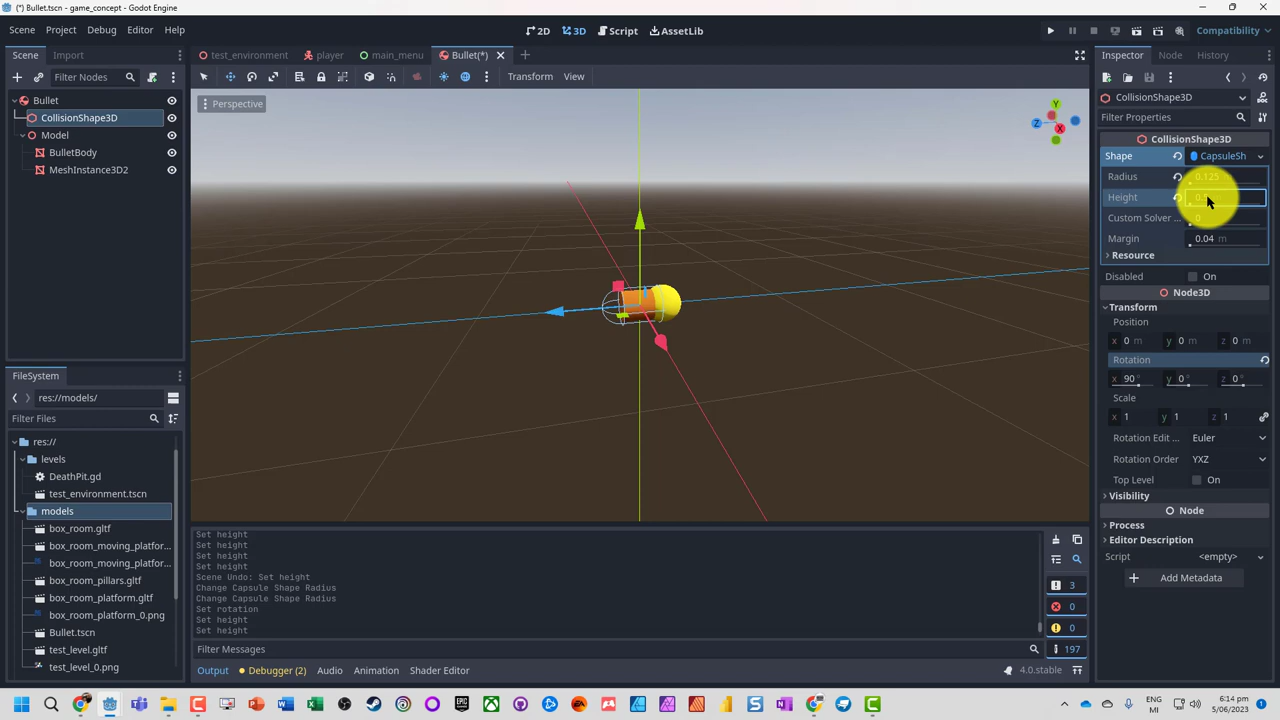 (*) Bullet.tscn - game_concept - Godot Engine
Scene Project Debug Editor Help
2D 3D Script AssetLib
Compatibility
Scene Import
test_environment player main_menu Bullet(*)
Inspector Node History
Filter Nodes
Transform View
CollisionShape3D
Bullet
CollisionShape3D
Model
BulletBody
MeshInstance3D2
Perspective
Y
Z
X
Filter Properties
CollisionShape3D
Shape CapsuleSh
Radius 0.125
Height
Custom Solver ... 0
Margin 0.04 m
Resource
Disabled On
Node3D
Transform
Position
x 0 m y 0 m z 0 m
Rotation
x 90 ° y 0 ° z 0 °
Scale
x 1 y 1 z 1
Rotation Edit ... Euler
Rotation Order YXZ
Top Level On
Visibility
Node
Process
Editor Description
Script <empty>
Add Metadata
FileSystem
res://models/
Filter Files
res://
levels
DeathPit.gd
test_environment.tscn
models
box_room.gltf
box_room_moving_platfor...
box_room_moving_platfor...
box_room_pillars.gltf
box_room_platform.gltf
box_room_platform_0.png
Bullet.tscn
test_level.gltf
test_level_0.png
Set height
Set height
Set height
Set height
Scene Undo: Set height
Change Capsule Shape Radius
Change Capsule Shape Radius
Set rotation
Set height
Set height
3
0
0
197
Filter Messages
Output Debugger (2) Audio Animation Shader Editor
4.0.stable
ENG
MI
6:14 pm
5/06/2023